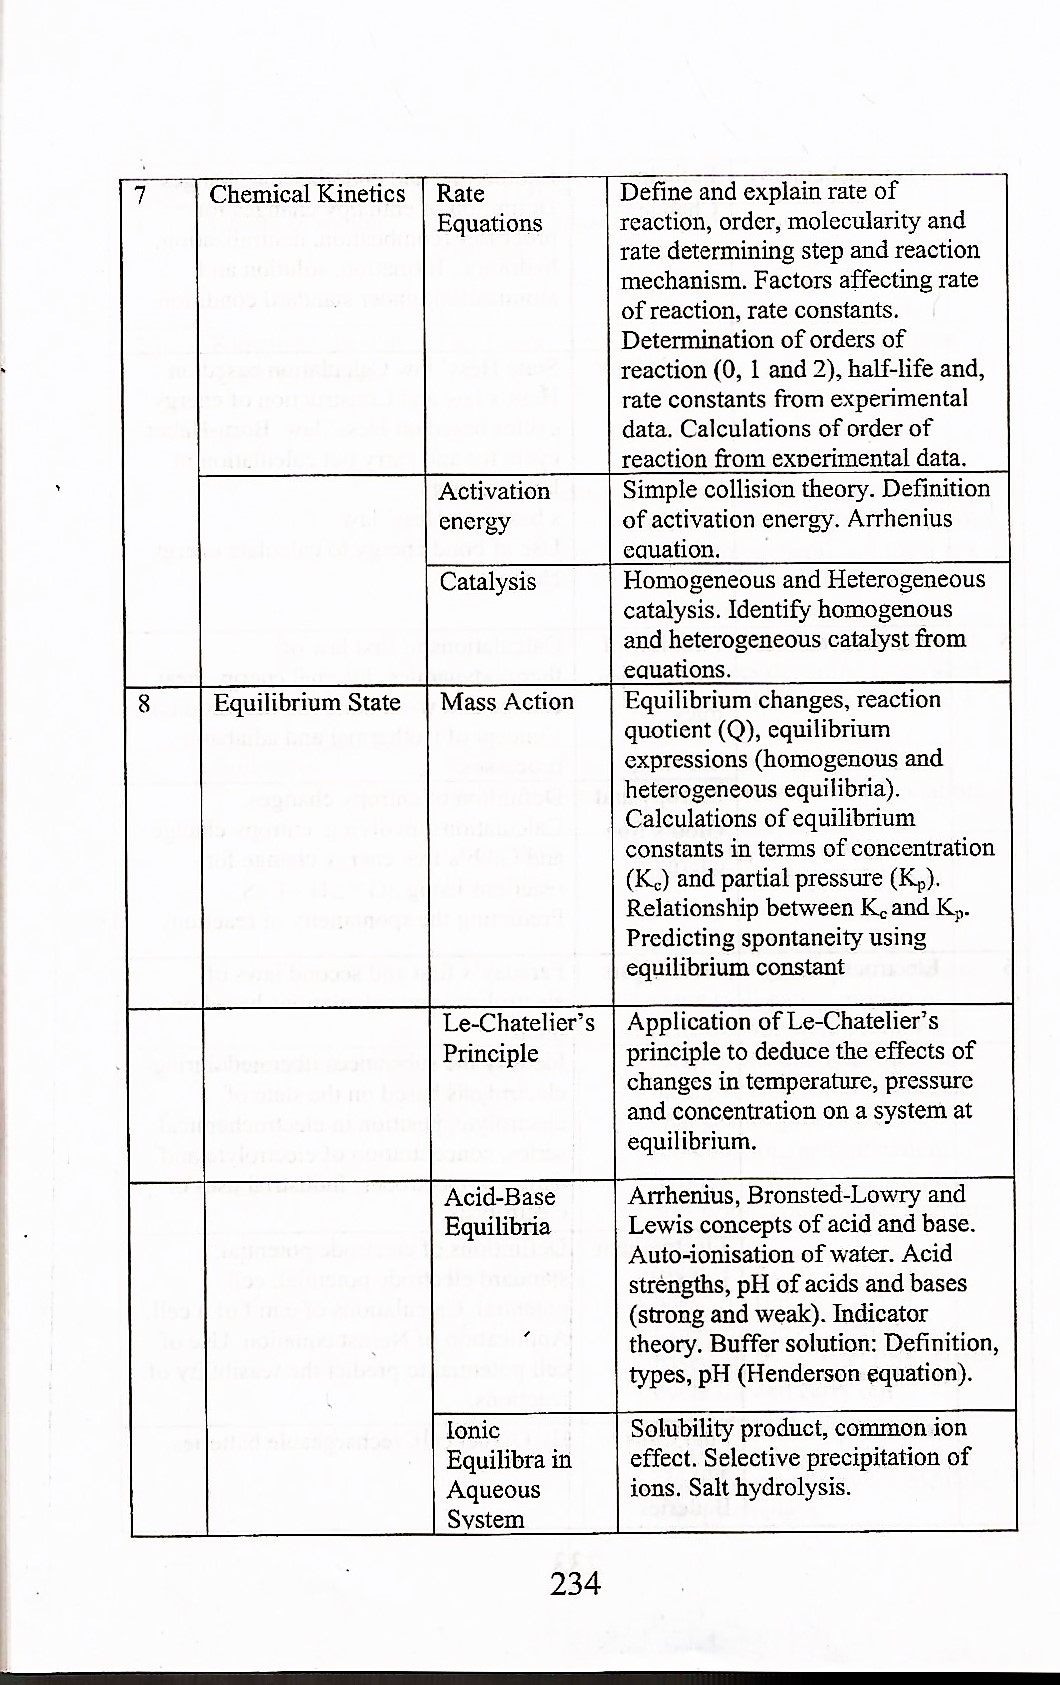 7
Chemical Kinetics
Rate
Equations
Define and explain rate of
reaction, order, molecularity and
rate determining step and reaction
mechanism. Factors affecting rate
of reaction, rate constants.
Determination of orders of
reaction (0, 1 and 2), half-life and,
rate constants from experimental
data. Calculations of order of
reaction from experimental data.
Activation
energy
Simple collision theory. Definition
of activation energy. Arrhenius
equation.
Catalysis
Homogeneous and Heterogeneous
catalysis. Identify homogenous
and heterogeneous catalyst from
equations.
8
Equilibrium State
Mass Action
Equilibrium changes, reaction
quotient (Q), equilibrium
expressions (homogenous and
heterogeneous equilibria).
Calculations of equilibrium
constants in terms of concentration
(Kc) and partial pressure (Kp).
Relationship between Kc and Kp.
Predicting spontaneity using
equilibrium constant
Le-Chatelier's
Principle
Application of Le-Chatelier's
principle to deduce the effects of
changes in temperature, pressure
and concentration on a system at
equilibrium.
Acid-Base
Equilibria
Arrhenius, Bronsted-Lowry and
Lewis concepts of acid and base.
Auto-ionisation of water. Acid
strengths, pH of acids and bases
(strong and weak). Indicator
theory. Buffer solution: Definition,
types, pH (Henderson equation).
Ionic
Equilibra in
Aqueous
System
Solubility product, common ion
effect. Selective precipitation of
ions. Salt hydrolysis.
234